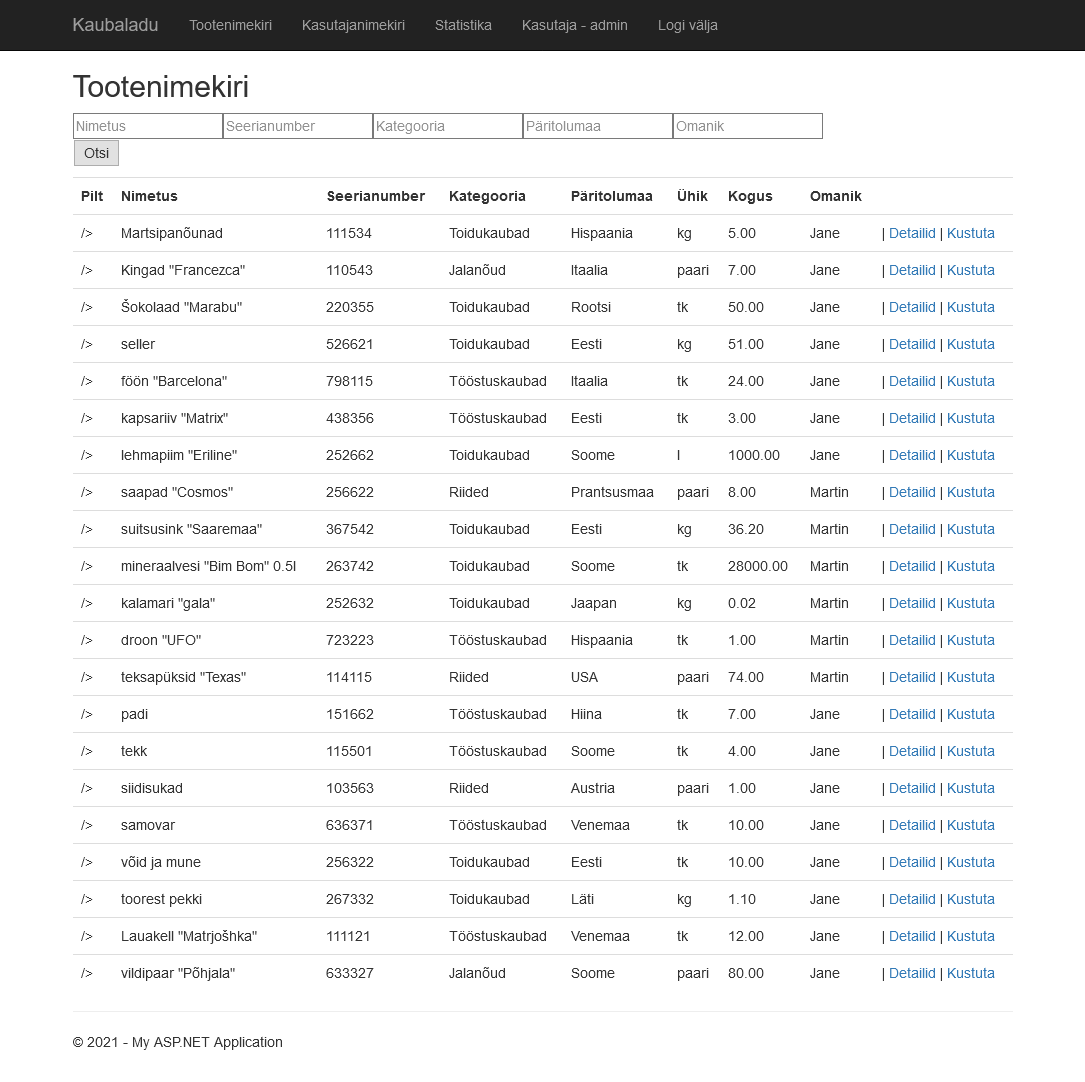 Kaubaladu Tootenimekiri Kasutajanimekiri Statistika Kasutaja - admin Logi välja
Tootenimekiri
Nimetus Seerianumber Kategooria Päritolumaa Omanik
Otsi
Pilt Nimetus Seerianumber Kategooria Päritolumaa Ühik Kogus Omanik
/> Martsipanõunad 111534 Toidukaubad Hispaania kg 5.00 Jane | Detailid | Kustuta
/> Kingad "Francezca" 110543 Jalanõud Itaalia paari 7.00 Jane | Detailid | Kustuta
/> Šokolaad "Marabu" 220355 Toidukaubad Rootsi tk 50.00 Jane | Detailid | Kustuta
/> seller 526621 Toidukaubad Eesti kg 51.00 Jane | Detailid | Kustuta
/> föön "Barcelona" 798115 Tööstuskaubad Itaalia tk 24.00 Jane | Detailid | Kustuta
/> kapsariiv "Matrix" 438356 Tööstuskaubad Eesti tk 3.00 Jane | Detailid | Kustuta
/> lehmapiim "Eriline" 252662 Toidukaubad Soome l 1000.00 Jane | Detailid | Kustuta
/> saapad "Cosmos" 256622 Riided Prantsusmaa paari 8.00 Martin | Detailid | Kustuta
/> suitsusink "Saaremaa" 367542 Toidukaubad Eesti kg 36.20 Martin | Detailid | Kustuta
/> mineraalvesi "Bim Bom" 0.5l 263742 Toidukaubad Soome tk 28000.00 Martin | Detailid | Kustuta
/> kalamari "gala" 252632 Toidukaubad Jaapan kg 0.02 Martin | Detailid | Kustuta
/> droon "UFO" 723223 Tööstuskaubad Hispaania tk 1.00 Martin | Detailid | Kustuta
/> teksapüksid "Texas" 114115 Riided USA paari 74.00 Martin | Detailid | Kustuta
/> padi 151662 Tööstuskaubad Hiina tk 7.00 Jane | Detailid | Kustuta
/> tekk 115501 Tööstuskaubad Soome tk 4.00 Jane | Detailid | Kustuta
/> siidisukad 103563 Riided Austria paari 1.00 Jane | Detailid | Kustuta
/> samovar 636371 Tööstuskaubad Venemaa tk 10.00 Jane | Detailid | Kustuta
/> võid ja mune 256322 Toidukaubad Eesti tk 10.00 Jane | Detailid | Kustuta
/> toorest pekki 267332 Toidukaubad Läti kg 1.10 Jane | Detailid | Kustuta
/> Lauakell "Matrjošhka" 111121 Tööstuskaubad Venemaa tk 12.00 Jane | Detailid | Kustuta
/> vildipaar "Põhjala" 633327 Jalanõud Soome paari 80.00 Jane | Detailid | Kustuta
© 2021 - My ASP.NET Application